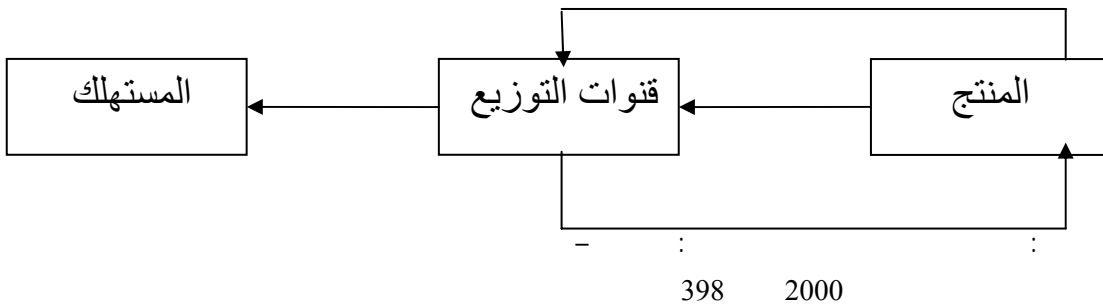 المنتج
قنوات التوزيع
المستهلك
: : –
2000 398